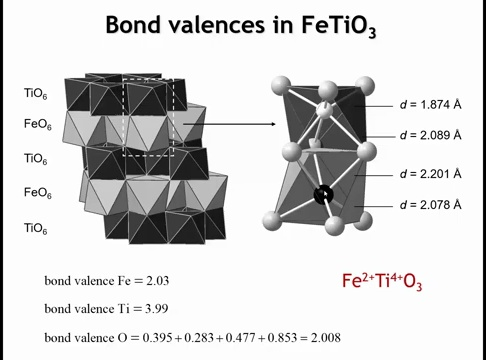 Bond valences in FeTiO₃
TiO₆
FeO₆
TiO₆
FeO₆
TiO₆
d = 1.874 Å
d = 2.089 Å
d = 2.201 Å
d = 2.078 Å
bond valence Fe = 2.03
bond valence Ti = 3.99
bond valence O = 0.395 + 0.283 + 0.477 + 0.853 = 2.008
Fe²⁺Ti⁴⁺O₃